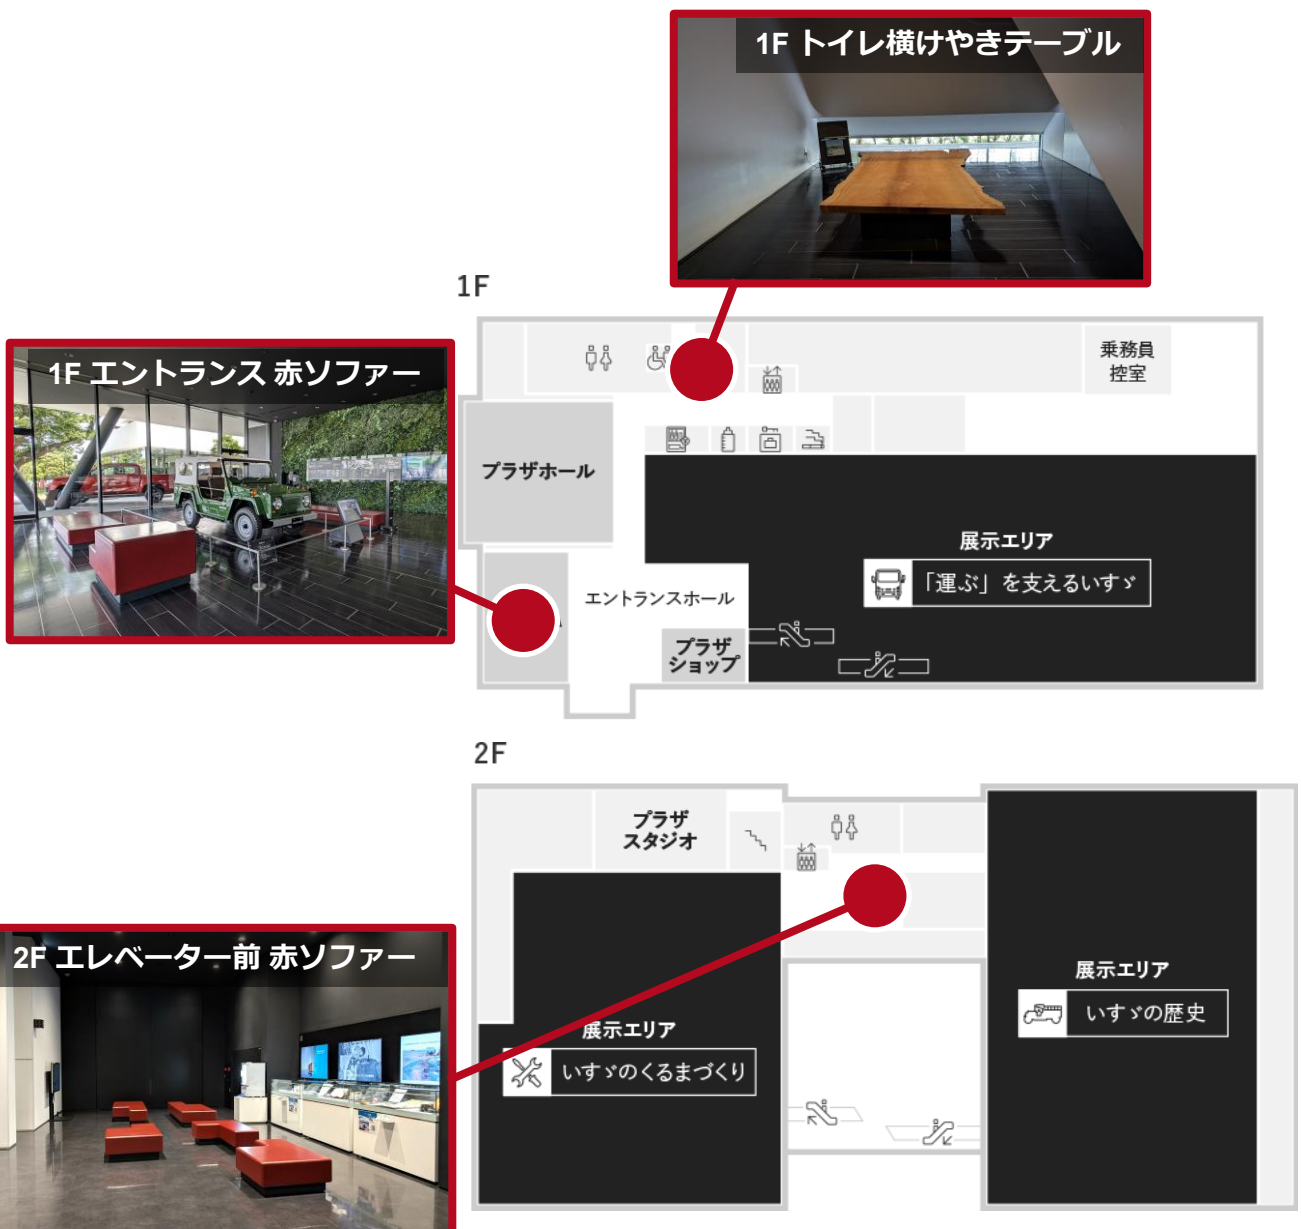 1F トイレ横けやきテーブル
1F
1F エントランス 赤ソファー
乗務員
控室
プラザホール
展示エリア
「運ぶ」を支えるいすゞ
エントランスホール
プラザ
ショップ
2F
プラザ
スタジオ
2F エレベーター前 赤ソファー
展示エリア
いすゞの歴史
展示エリア
いすゞのくるまづくり